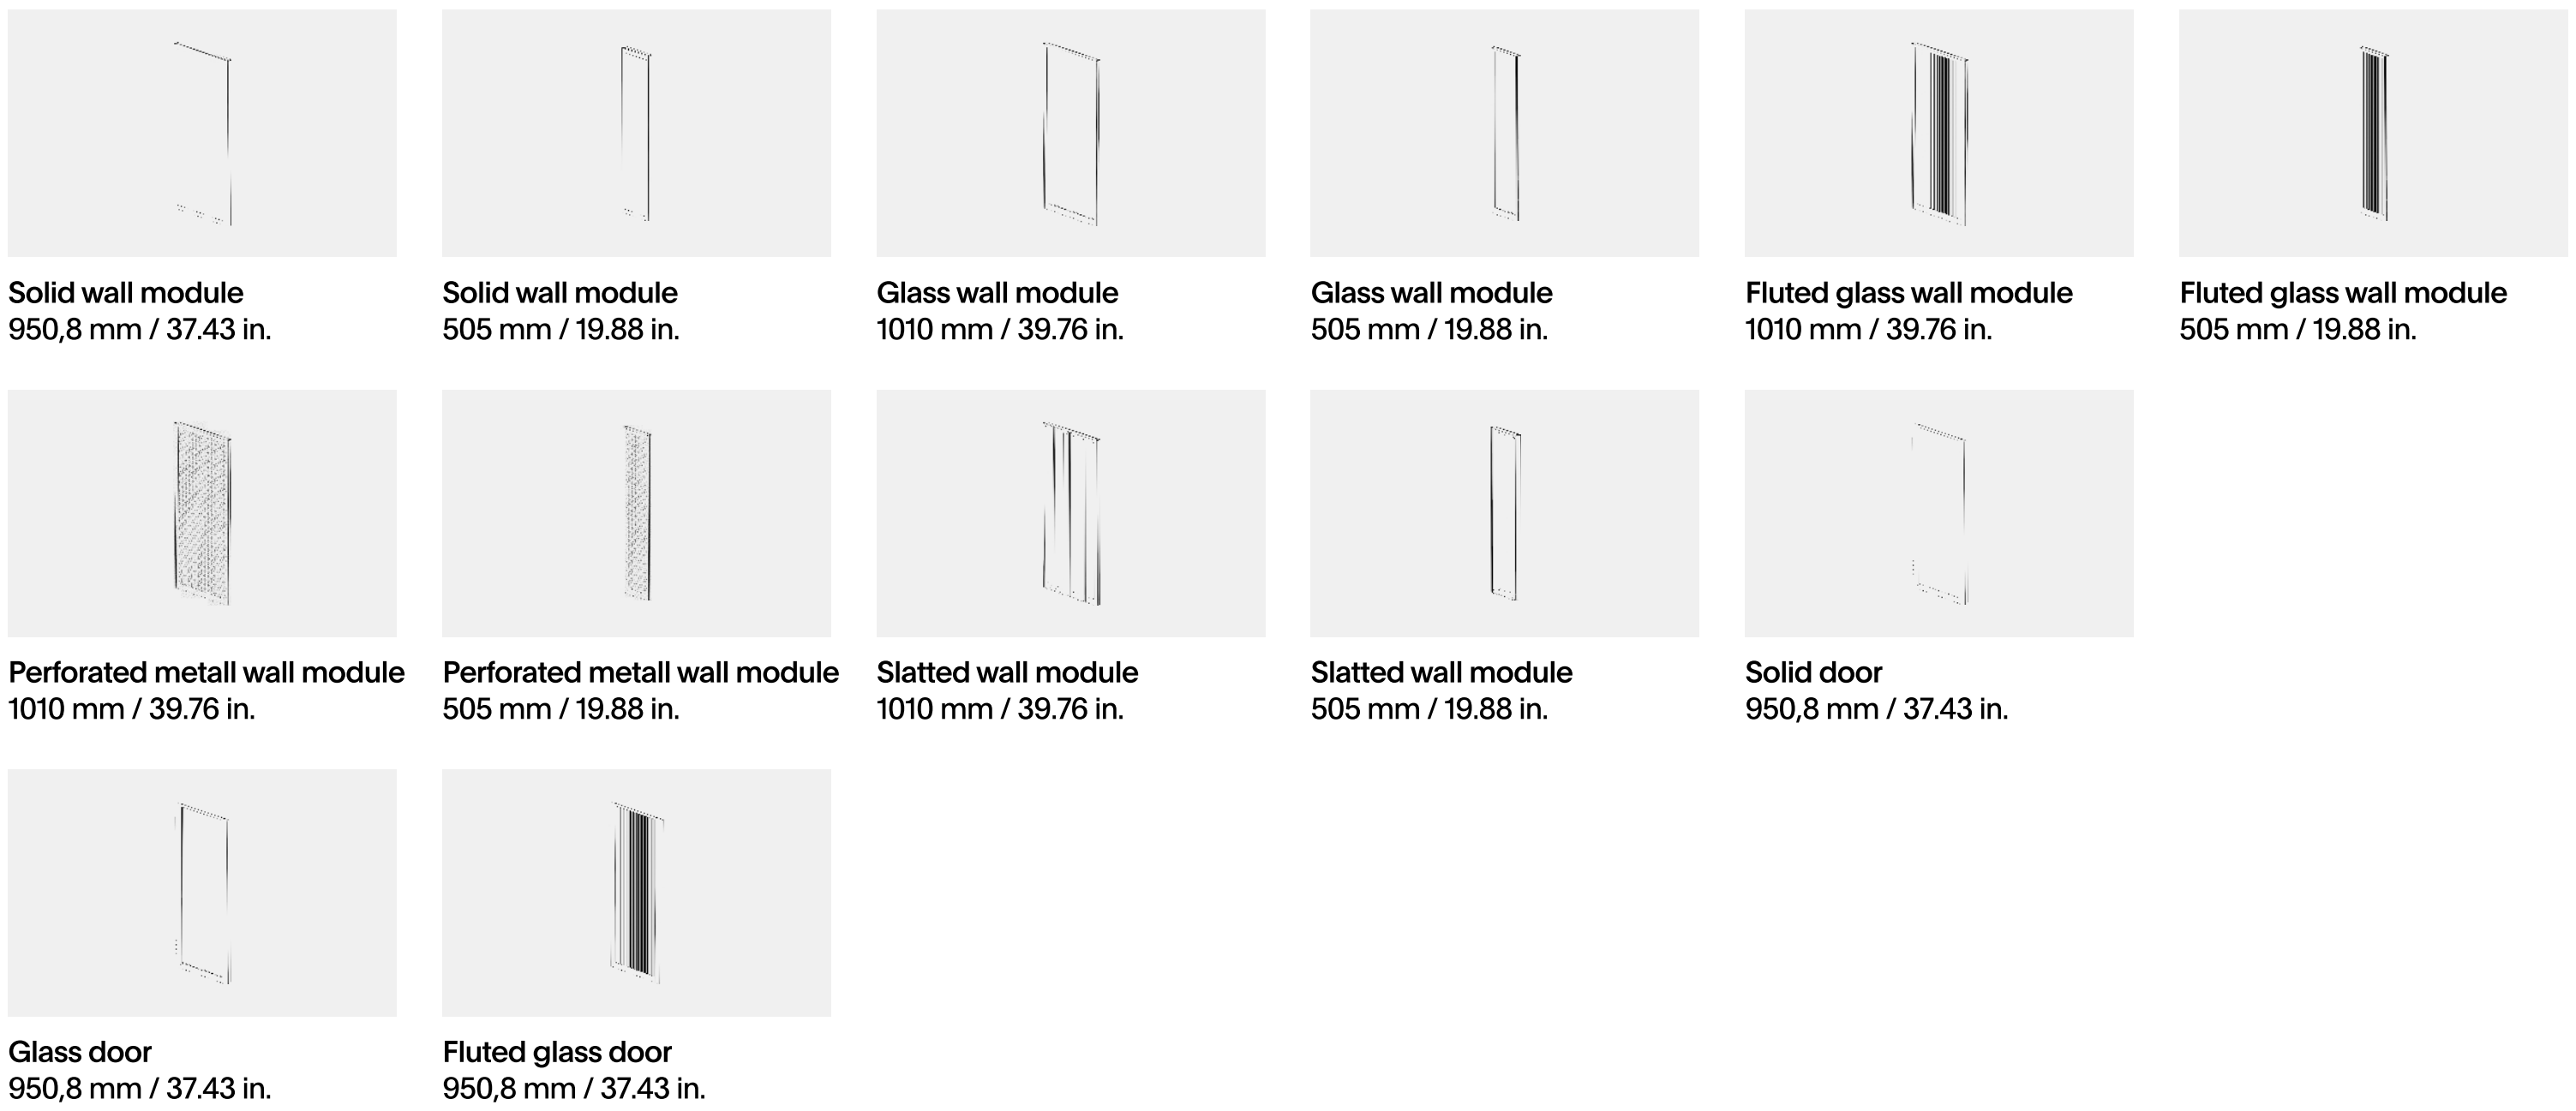 Solid wall module
950,8 mm / 37.43 in.
Solid wall module
505 mm / 19.88 in.
Glass wall module
1010 mm / 39.76 in.
Glass wall module
505 mm / 19.88 in.
Fluted glass wall module
1010 mm / 39.76 in.
Fluted glass wall module
505 mm / 19.88 in.
Perforated metall wall module
1010 mm / 39.76 in.
Perforated metall wall module
505 mm / 19.88 in.
Slatted wall module
1010 mm / 39.76 in.
Slatted wall module
505 mm / 19.88 in.
Solid door
950,8 mm / 37.43 in.
Glass door
950,8 mm / 37.43 in.
Fluted glass door
950,8 mm / 37.43 in.